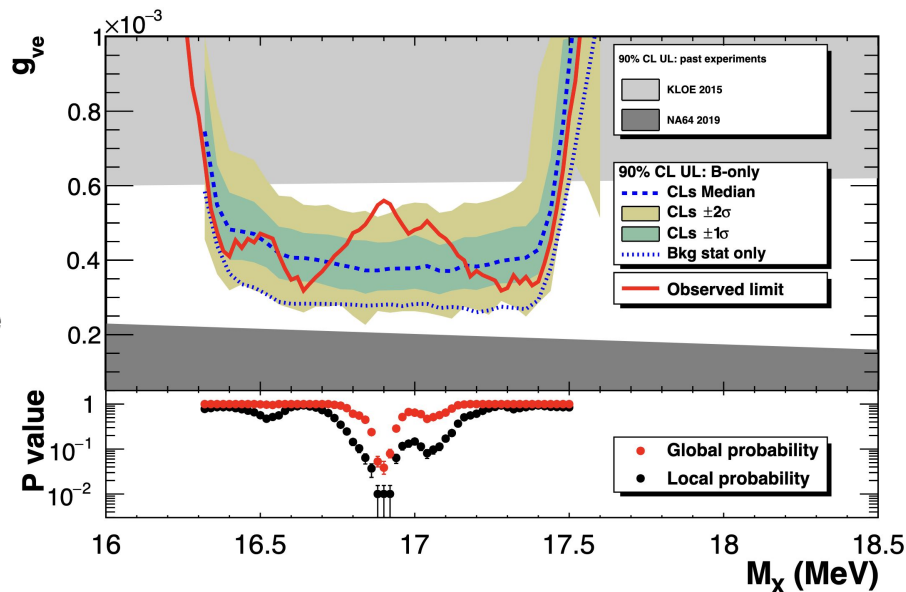 ×10⁻³
g_ve
1
0.8
0.6
0.4
0.2
90% CL UL: past experiments
KLOE 2015
NA64 2019
90% CL UL: B-only
CLs Median
CLs ±2σ
CLs ±1σ
Bkg stat only
Observed limit
P value
1
10⁻¹
10⁻²
Global probability
Local probability
16
16.5
17
17.5
18
18.5
M_X (MeV)